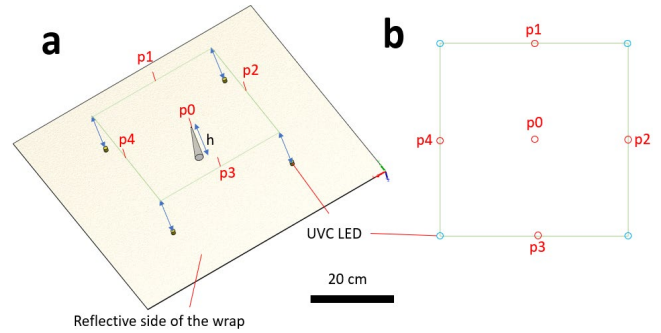 a
p1
p2
p0
h
p4
p3
UVC LED
20 cm
Reflective side of the wrap
b
p1
p0
p4
p2
p3